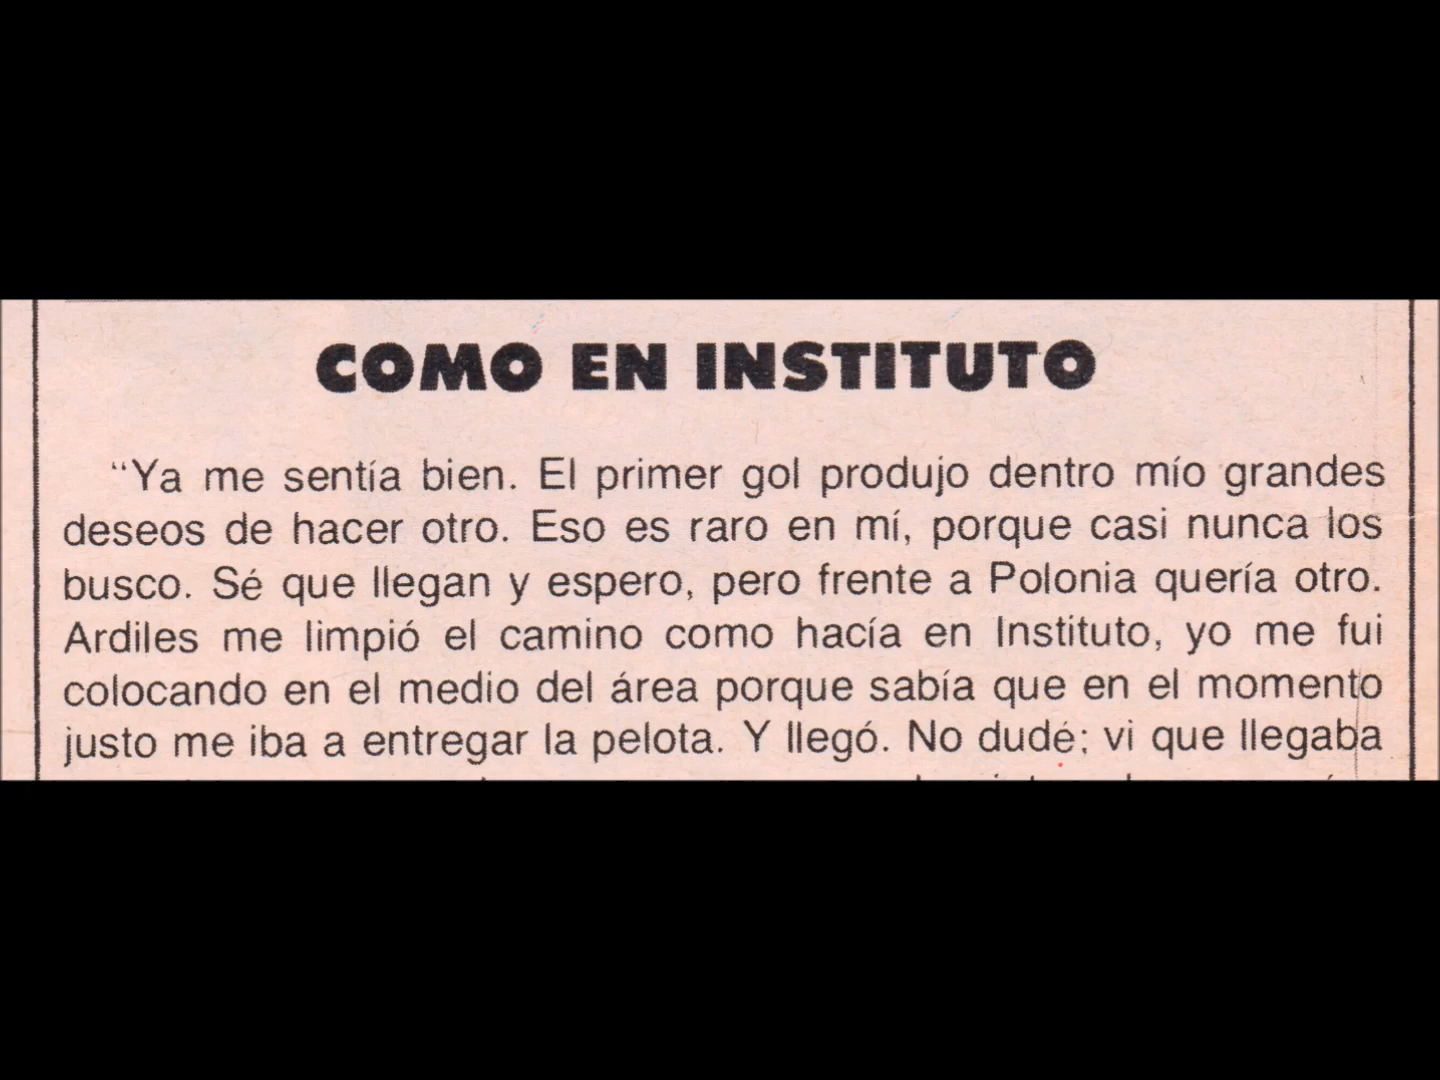 COMO EN INSTITUTO
“Ya me sentía bien. El primer gol produjo dentro mío grandes
deseos de hacer otro. Eso es raro en mí, porque casi nunca los
busco. Sé que llegan y espero, pero frente a Polonia quería otro.
Ardiles me limpió el camino como hacía en Instituto, yo me fui
colocando en el medio del área porque sabía que en el momento
justo me iba a entregar la pelota. Y llegó. No dudé; vi que llegaba